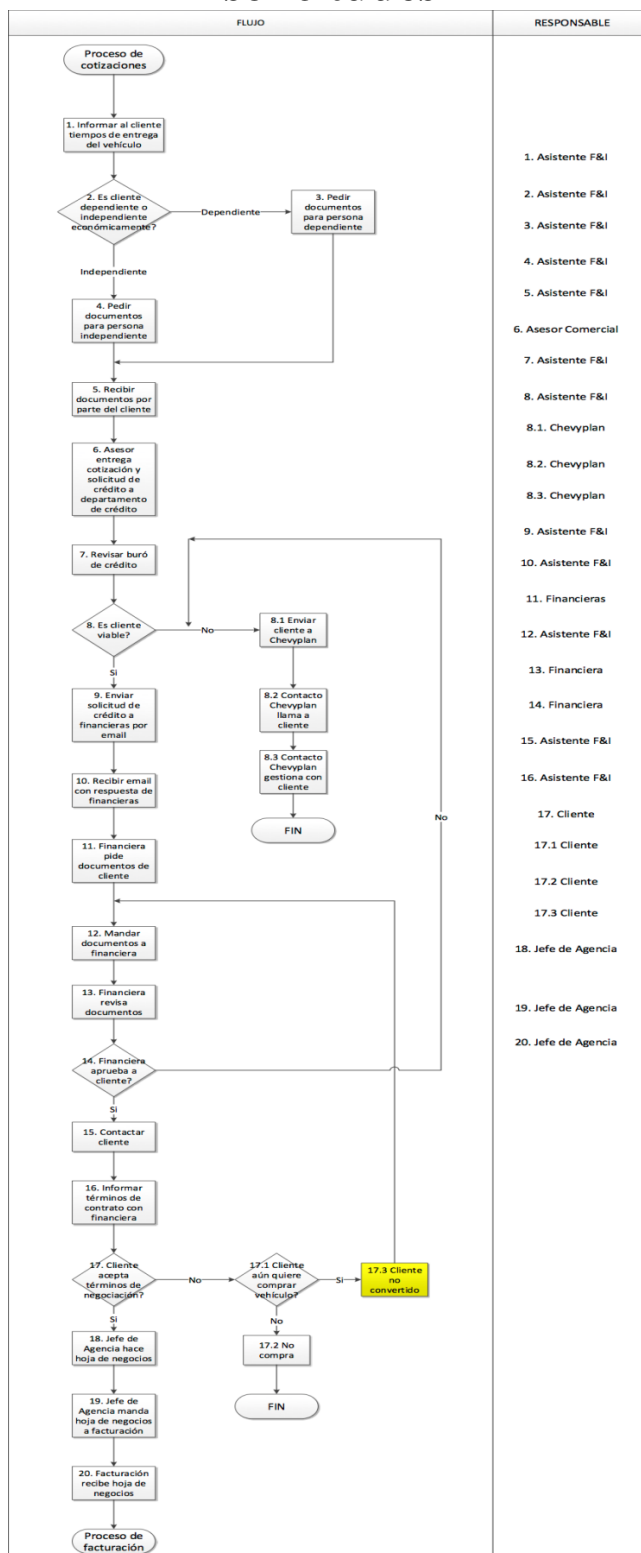 FLUJO
RESPONSABLE
Proceso de
cotizaciones
1. Informar al cliente
tiempos de entrega
del vehículo
2. Es cliente
dependiente o
independiente
económicamente?
Dependiente
3. Pedir
documentos
para persona
dependiente
Independiente
4. Pedir
documentos
para persona
independiente
5. Recibir
documentos por
parte del cliente
6. Asesor
entrega
cotización y
solicitud de
crédito a
departamento
de crédito
7. Revisar buró
de crédito
8. Es cliente
viable?
No
8.1 Enviar
cliente a
Chevyplan
8.2 Contacto
Chevyplan
llama a
cliente
8.3 Contacto
Chevyplan
gestiona con
cliente
FIN
Si
9. Enviar
solicitud de
crédito a
financieras por
email
10. Recibir email
con respuesta de
financieras
11. Financiera
pide
documentos de
cliente
12. Mandar
documentos a
financiera
13. Financiera
revisa
documentos
14. Financiera
aprueba a
cliente?
No
Si
15. Contactar
cliente
16. Informar
términos de
contrato con
financiera
17. Cliente
acepta
términos de
negociación?
No
17.1 Cliente
aún quiere
comprar
vehículo?
Si
17.3 Cliente
no
convertido
No
17.2 No
compra
FIN
Si
18. Jefe de
Agencia hace
hoja de negocios
19. Jefe de
Agencia manda
hoja de negocios
a facturación
20. Facturación
recibe hoja de
negocios
Proceso de
facturación
1. Asistente F&I
2. Asistente F&I
3. Asistente F&I
4. Asistente F&I
5. Asistente F&I
6. Asesor Comercial
7. Asistente F&I
8. Asistente F&I
8.1. Chevyplan
8.2. Chevyplan
8.3. Chevyplan
9. Asistente F&I
10. Asistente F&I
11. Financieras
12. Asistente F&I
13. Financiera
14. Financiera
15. Asistente F&I
16. Asistente F&I
17. Cliente
17.1 Cliente
17.2 Cliente
17.3 Cliente
18. Jefe de Agencia
19. Jefe de Agencia
20. Jefe de Agencia